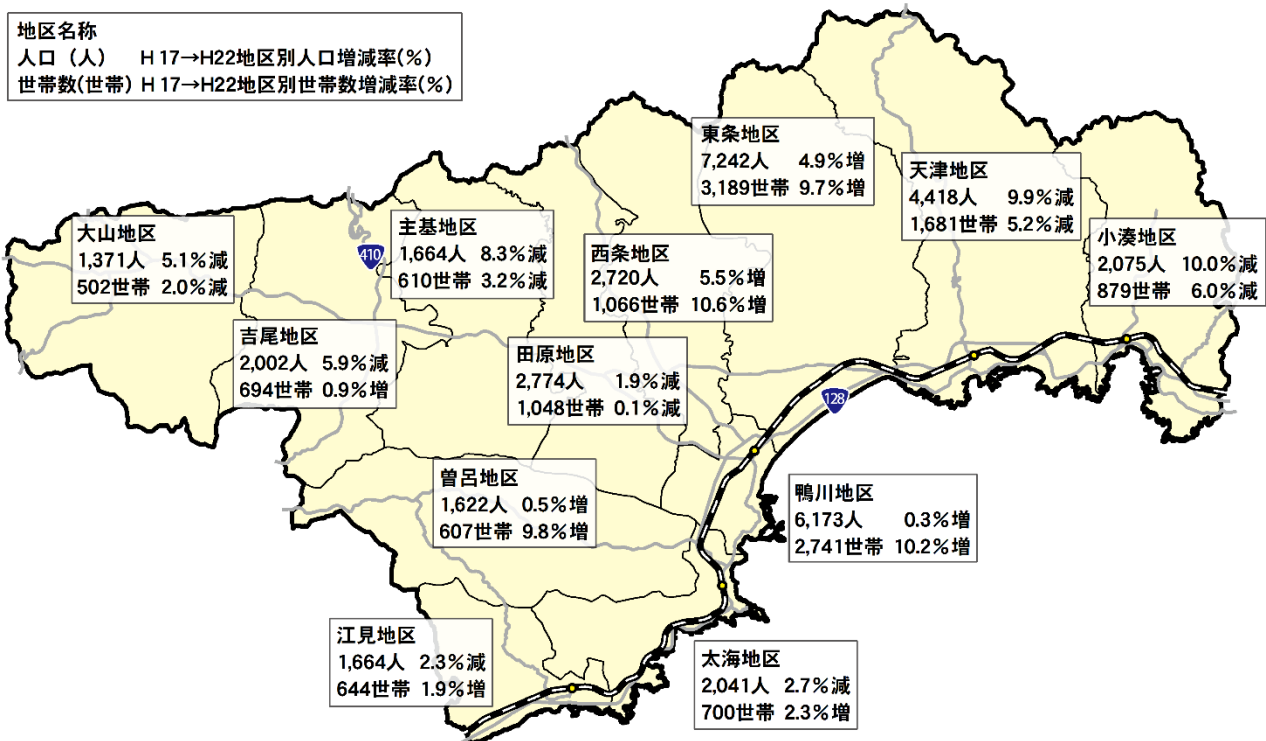 地区名称
人口（人） H 17→H22地区別人口増減率(%)
世帯数(世帯) H 17→H22地区別世帯数増減率(%)
東条地区
7,242人 4.9%増
3,189世帯 9.7%増
天津地区
4,418人 9.9%減
1,681世帯 5.2%減
小湊地区
2,075人 10.0%減
879世帯 6.0%減
大山地区
1,371人 5.1%減
502世帯 2.0%減
主基地区
1,664人 8.3%減
610世帯 3.2%減
410
西条地区
2,720人 5.5%増
1,066世帯 10.6%増
吉尾地区
2,002人 5.9%減
694世帯 0.9%増
田原地区
2,774人 1.9%減
1,048世帯 0.1%減
128
曽呂地区
1,622人 0.5%増
607世帯 9.8%増
鴨川地区
6,173人 0.3%増
2,741世帯 10.2%増
江見地区
1,664人 2.3%減
644世帯 1.9%増
太海地区
2,041人 2.7%減
700世帯 2.3%増